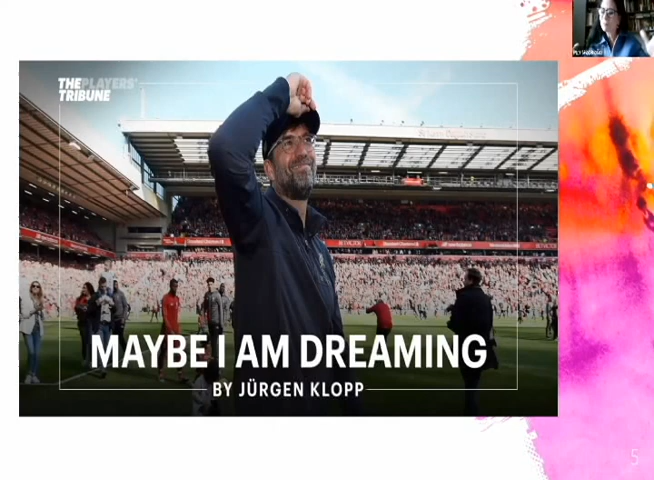 THE PLAYERS'
TRIBUNE
MAYBE I AM DREAMING
BY JÜRGEN KLOPP
5